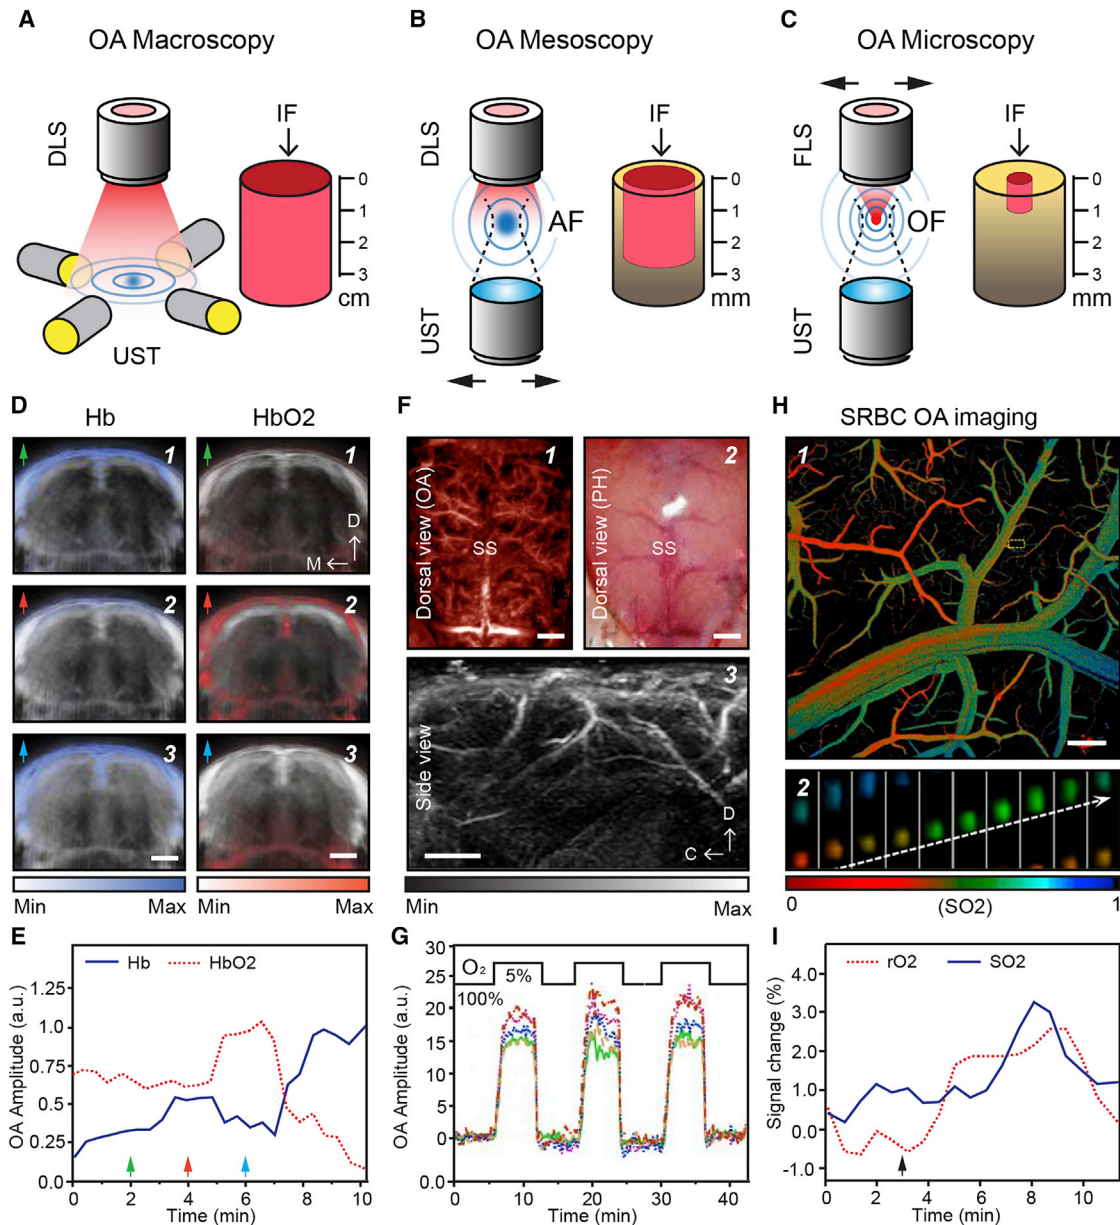 A
OA Macroscopy
DLS
IF
0
1
2
3
cm
UST
B
OA Mesoscopy
DLS
IF
AF
0
1
2
3
mm
UST
C
OA Microscopy
FLS
IF
OF
0
1
2
3
mm
UST
D
Hb
HbO2
1
1
D
M
2
2
3
3
Min
Max
Min
Max
E
Hb
HbO2
OA Amplitude (a.u.)
1.25
1.0
0.75
0.5
0.25
0.0
0
2
4
6
8
10
Time (min)
F
Dorsal view (OA)
1
SS
Dorsal view (PH)
2
SS
Side view
3
D
C
Min
Max
G
OA Amplitude (a.u.)
30
25
20
15
10
5
0
0.0
O2
5%
100%
0
10
20
30
40
Time (min)
H
SRBC OA imaging
1
2
0
(SO2)
1
I
rO2
SO2
Signal change (%)
4.0
3.0
2.0
1.0
0.0
-1.0
0
2
4
6
8
10
Time (min)